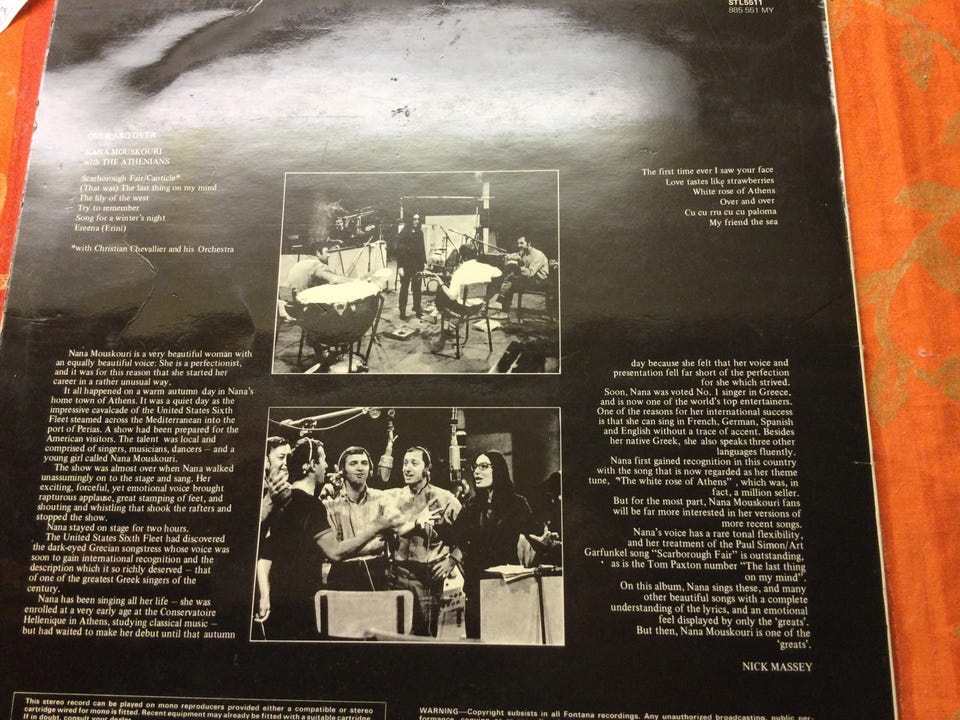 STL5511
885 551 MY
OVER AND OVER
NANA MOUSKOURI
with THE ATHENIANS
Scarborough Fair/Canticle*
(That was) The last thing on my mind
The lily of the west
Try to remember
Song for a winter's night
Ereena (Erini)
*with Christian Chevallier and his Orchestra
The first time ever I saw your face
Love tastes like strawberries
White rose of Athens
Over and over
Cu cu rru cu cu paloma
My friend the sea
Nana Mouskouri is a very beautiful woman with
an equally beautiful voice: She is a perfectionist,
and it was for this reason that she started her
career in a rather unusual way.
It all happened on a warm autumn day in Nana's
home town of Athens. It was a quiet day as the
impressive cavalcade of the United States Sixth
Fleet steamed across the Mediterranean into the
port of Perias. A show had been prepared for the
American visitors. The talent was local and
comprised of singers, musicians, dancers — and a
young girl called Nana Mouskouri.
The show was almost over when Nana walked
unassumingly on to the stage and sang. Her
exciting, forceful, yet emotional voice brought
rapturous applause, great stamping of feet, and
shouting and whistling that shook the rafters and
stopped the show.
Nana stayed on stage for two hours.
The United States Sixth Fleet had discovered
the dark-eyed Grecian songstress whose voice was
soon to gain international recognition and the
description which it so richly deserved — that
of one of the greatest Greek singers of the
century.
Nana has been singing all her life — she was
enrolled at a very early age at the Conservatoire
Hellenique in Athens, studying classical music —
but had waited to make her debut until that autumn
day because she felt that her voice and
presentation fell far short of the perfection
for she which strived.
Soon, Nana was voted No. 1 singer in Greece,
and is now one of the world's top entertainers.
One of the reasons for her international success
is that she can sing in French, German, Spanish
and English without a trace of accent. Besides
her native Greek, she also speaks three other
languages fluently.
Nana first gained recognition in this country
with the song that is now regarded as her theme
tune, "The white rose of Athens" , which was, in
fact, a million seller.
But for the most part, Nana Mouskouri fans
will be far more interested in her versions of
more recent songs.
Nana's voice has a rare tonal flexibility,
and her treatment of the Paul Simon/Art
Garfunkel song "Scarborough Fair" is outstanding,
as is the Tom Paxton number "The last thing
on my mind".
On this album, Nana sings these, and many
other beautiful songs with a complete
understanding of the lyrics, and an emotional
feel displayed by only the 'greats'.
But then, Nana Mouskouri is one of the
'greats'.
NICK MASSEY
This stereo record can be played on mono reproducers provided either a compatible or stereo
cartridge wired for mono is fitted. Recent equipment may already be fitted with a suitable cartridge.
If in doubt, consult your dealer.
WARNING—Copyright subsists in all Fontana recordings. Any unauthorized broadcasting, public per-